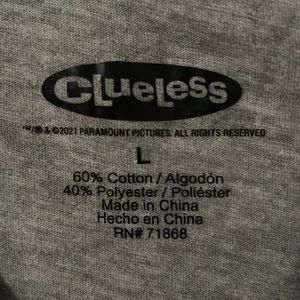 CLUELESS
™/® & ©2021 PARAMOUNT PICTURES. ALL RIGHTS RESERVED
L
60% Cotton / Algodón
40% Polyester / Poliéster
Made in China
Hecho en China
RN# 71868